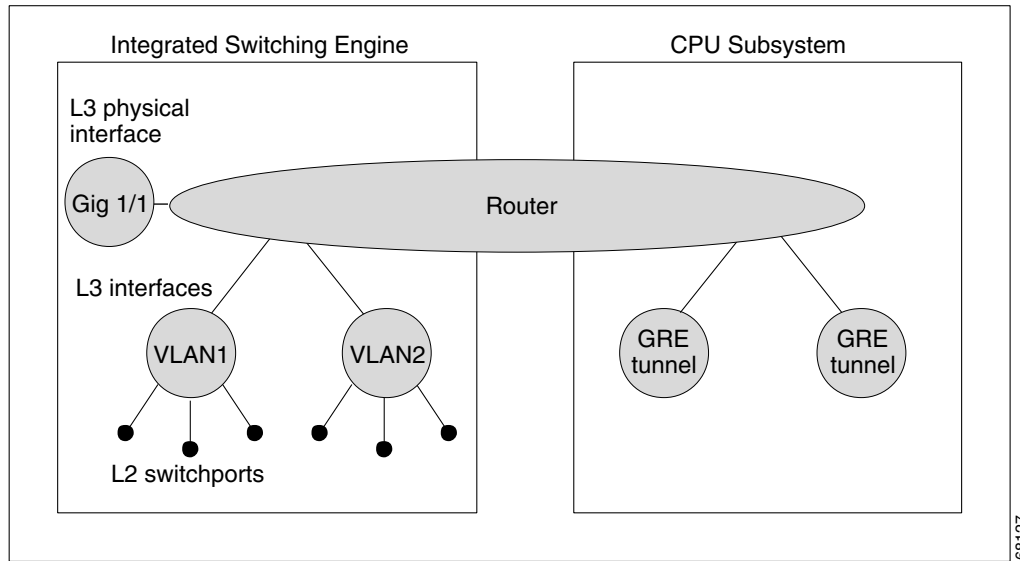 Integrated Switching Engine
CPU Subsystem
L3 physical
interface
Gig 1/1
Router
L3 interfaces
VLAN1
VLAN2
GRE
tunnel
GRE
tunnel
L2 switchports